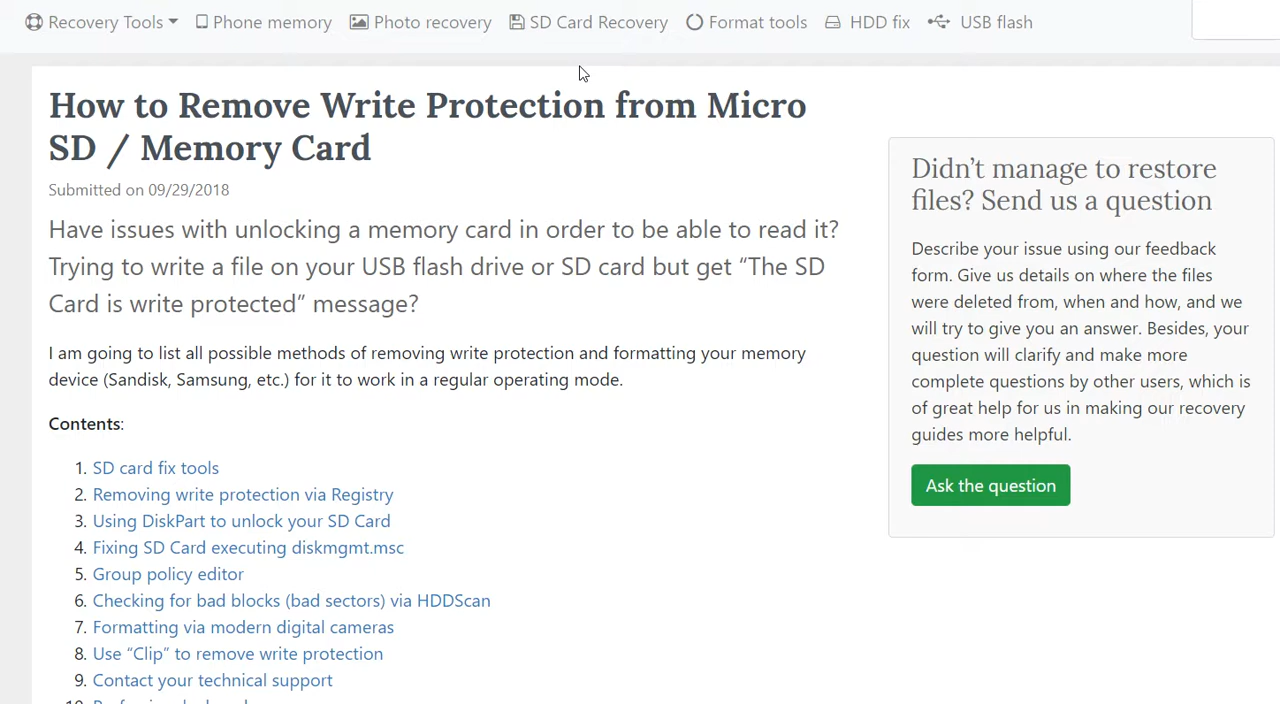 Recovery Tools Phone memory Photo recovery SD Card Recovery Format tools HDD fix USB flash
How to Remove Write Protection from Micro
SD / Memory Card
Submitted on 09/29/2018
Have issues with unlocking a memory card in order to be able to read it?
Trying to write a file on your USB flash drive or SD card but get “The SD
Card is write protected” message?
I am going to list all possible methods of removing write protection and formatting your memory
device (Sandisk, Samsung, etc.) for it to work in a regular operating mode.
Contents:
1. SD card fix tools
2. Removing write protection via Registry
3. Using DiskPart to unlock your SD Card
4. Fixing SD Card executing diskmgmt.msc
5. Group policy editor
6. Checking for bad blocks (bad sectors) via HDDScan
7. Formatting via modern digital cameras
8. Use “Clip” to remove write protection
9. Contact your technical support
10.
Didn’t manage to restore
files? Send us a question
Describe your issue using our feedback
form. Give us details on where the files
were deleted from, when and how, and we
will try to give you an answer. Besides, your
question will clarify and make more
complete questions by other users, which is
of great help for us in making our recovery
guides more helpful.
Ask the question